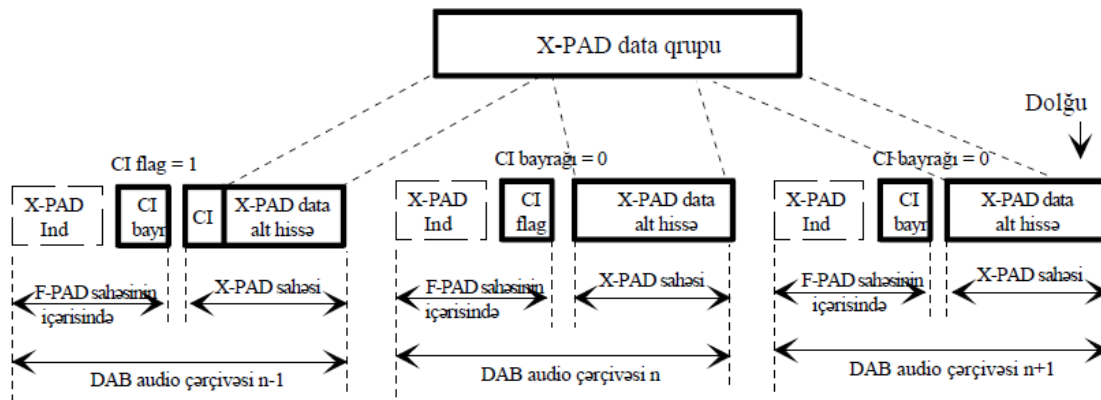 X-PAD data qrupu
Dolğu
CI flag = 1
CI bayrağı = 0
CI bayrağı = 0
X-PAD
Ind
CI
bayr
CI
X-PAD data
alt hissə
X-PAD
Ind
CI
flag
X-PAD data
alt hissə
X-PAD
Ind
CI
bayr
X-PAD data
alt hissə
F-PAD sahəsinin
içərisində
X-PAD sahəsi
F-PAD sahəsinin
içərisində
X-PAD sahəsi
F-PAD sahəsinin
içərisində
X-PAD sahəsi
DAB audio çərçivəsi n-1
DAB audio çərçivəsi n
DAB audio çərçivəsi n+1